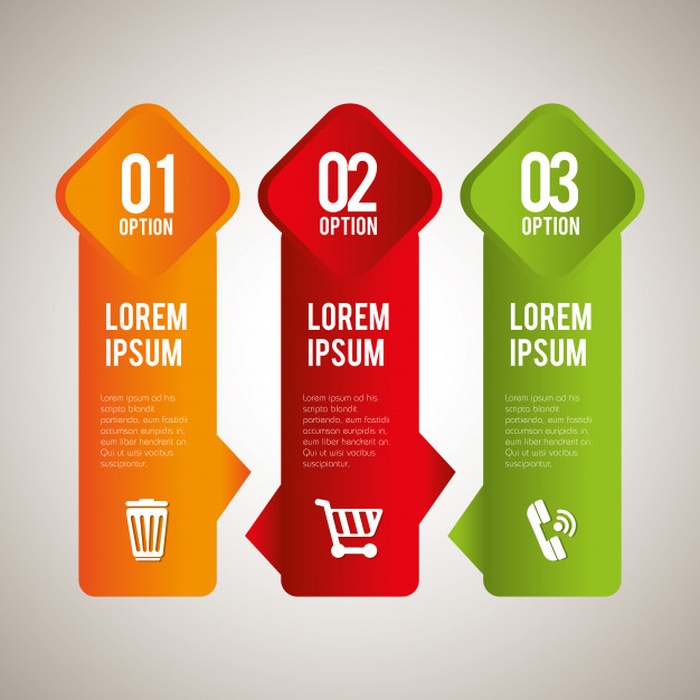 01
OPTION
LOREM
IPSUM
Lorem ipsum ad his
scripto blandit
partiendo, eum fastidii
accumsan euripidis in,
eum liber hendrerit an.
Qui ut wisi vocibus
suscipiantur.
02
OPTION
LOREM
IPSUM
Lorem ipsum ad his
scripto blandit
partiendo, eum fastidii
accumsan euripidis in,
eum liber hendrerit an.
Qui ut wisi vocibus
suscipiantur.
03
OPTION
LOREM
IPSUM
Lorem ipsum ad his
scripto blandit
partiendo, eum fastidii
accumsan euripidis in,
eum liber hendrerit an.
Qui ut wisi vocibus
suscipiantur.